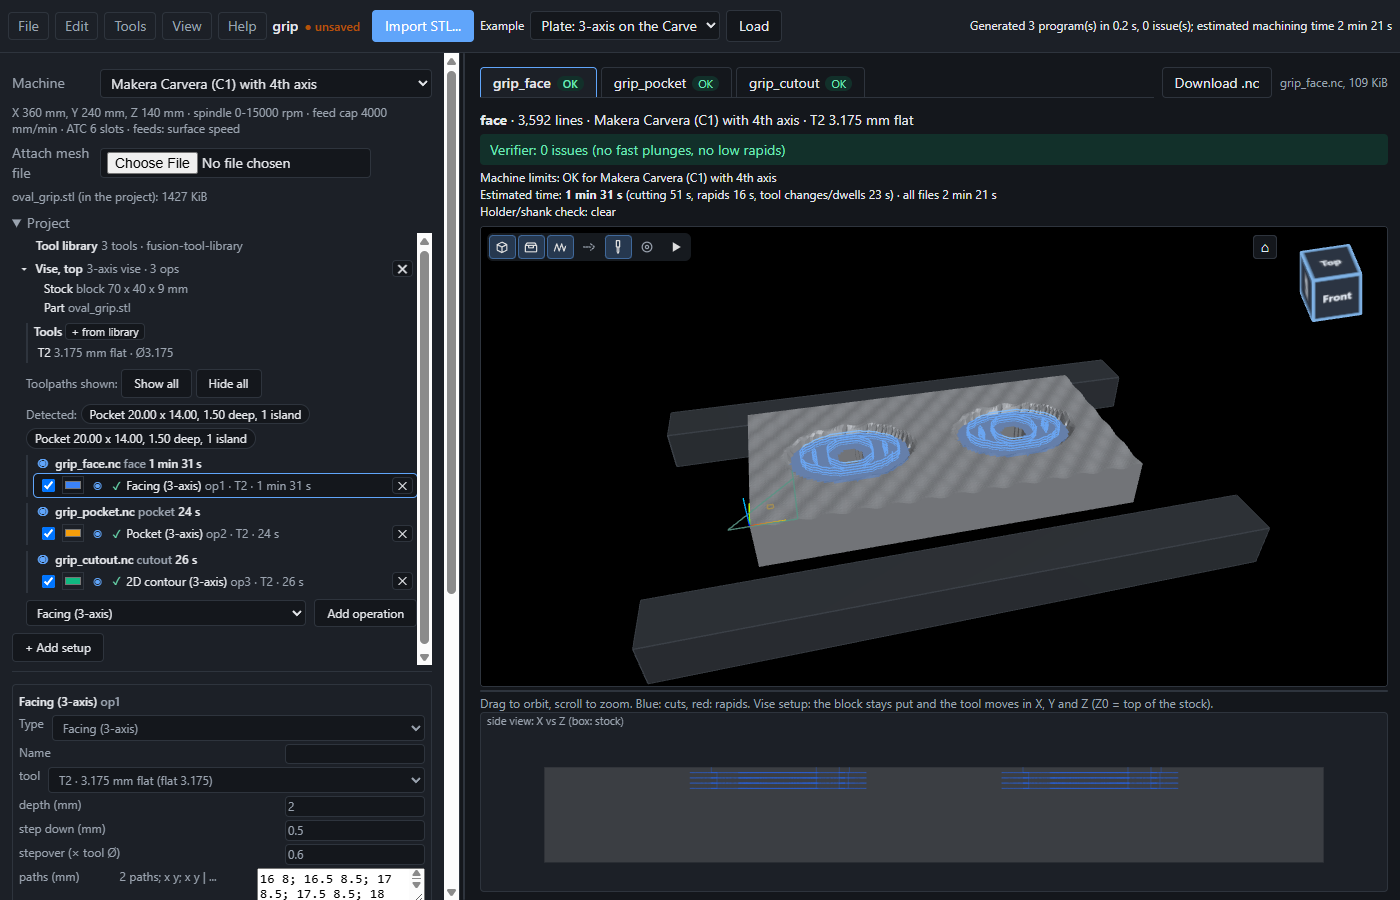 File Edit Tools View Help grip • unsaved Import STL... Example Plate: 3-axis on the Carve Load Generated 3 program(s) in 0.2 s, 0 issue(s); estimated machining time 2 min 21 s
Machine Makera Carvera (C1) with 4th axis
X 360 mm, Y 240 mm, Z 140 mm · spindle 0-15000 rpm · feed cap 4000
mm/min · ATC 6 slots · feeds: surface speed
Attach mesh file Choose File No file chosen
oval_grip.stl (in the project): 1427 KiB
Project
Tool library 3 tools · fusion-tool-library
Vise, top 3-axis vise · 3 ops
Stock block 70 x 40 x 9 mm
Part oval_grip.stl
Tools + from library
T2 3.175 mm flat · Ø3.175
Toolpaths shown: Show all Hide all
Detected: Pocket 20.00 x 14.00, 1.50 deep, 1 island
Pocket 20.00 x 14.00, 1.50 deep, 1 island
grip_face.nc face 1 min 31 s
✓ Facing (3-axis) op1 · T2 · 1 min 31 s
grip_pocket.nc pocket 24 s
✓ Pocket (3-axis) op2 · T2 · 24 s
grip_cutout.nc cutout 26 s
✓ 2D contour (3-axis) op3 · T2 · 26 s
Facing (3-axis) Add operation
+ Add setup
Facing (3-axis) op1
Type Facing (3-axis)
Name
tool T2 · 3.175 mm flat (flat 3.175)
depth (mm) 2
step down (mm) 0.5
stepover (× tool Ø) 0.6
paths (mm) 2 paths; x y; x y | ... 16 8; 16.5 8.5; 17
8.5; 17.5 8.5; 18
grip_face OK grip_pocket OK grip_cutout OK Download .nc grip_face.nc, 109 KiB
face · 3,592 lines · Makera Carvera (C1) with 4th axis · T2 3.175 mm flat
Verifier: 0 issues (no fast plunges, no low rapids)
Machine limits: OK for Makera Carvera (C1) with 4th axis
Estimated time: 1 min 31 s (cutting 51 s, rapids 16 s, tool changes/dwells 23 s) · all files 2 min 21 s
Holder/shank check: clear
Top
Front
Drag to orbit, scroll to zoom. Blue: cuts, red: rapids. Vise setup: the block stays put and the tool moves in X, Y and Z (Z0 = top of the stock).
side view: X vs Z (box: stock)